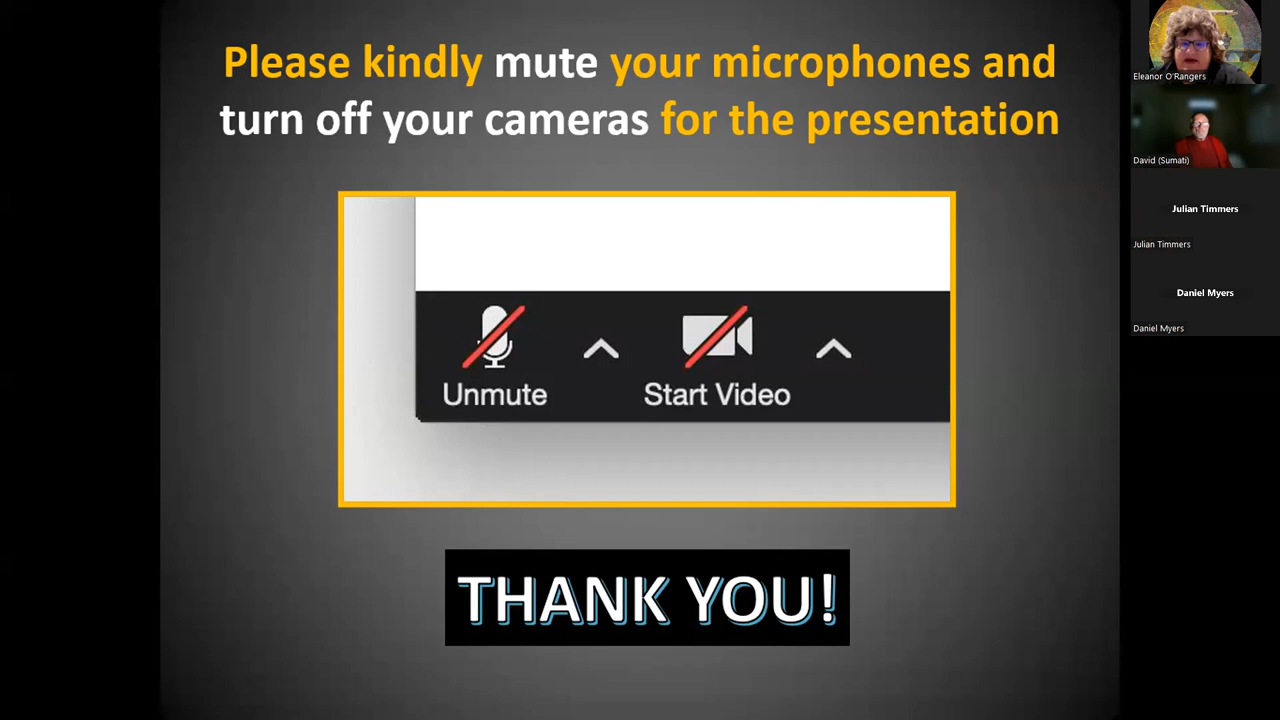 Please kindly mute your microphones and
turn off your cameras for the presentation
Unmute
Start Video
THANK YOU!
Eleanor O'Rangers
David (Sumati)
Julian Timmers
Julian Timmers
Daniel Myers
Daniel Myers